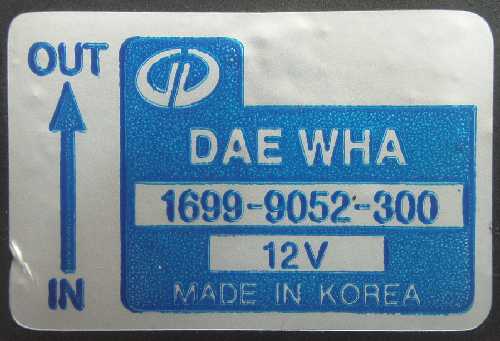 OUT
IN
DAE WHA
1699-9052-300
12V
MADE IN KOREA